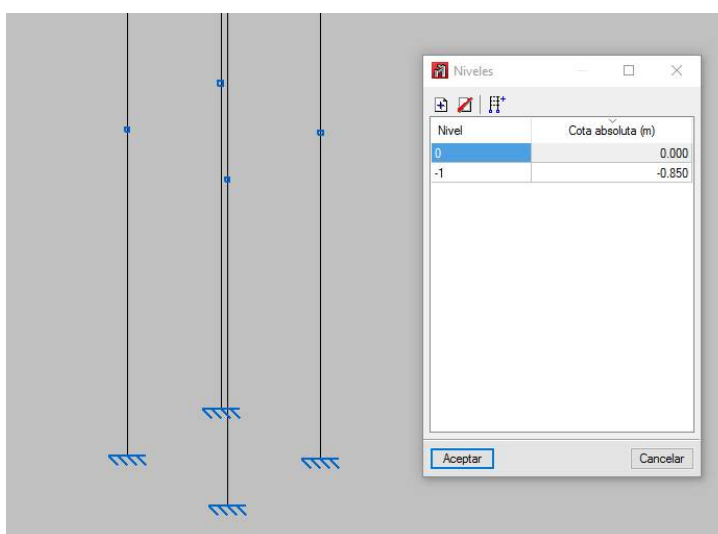 Niveles
Nivel Cota absoluta (m)
0 0.000
-1 -0.850
Aceptar Cancelar